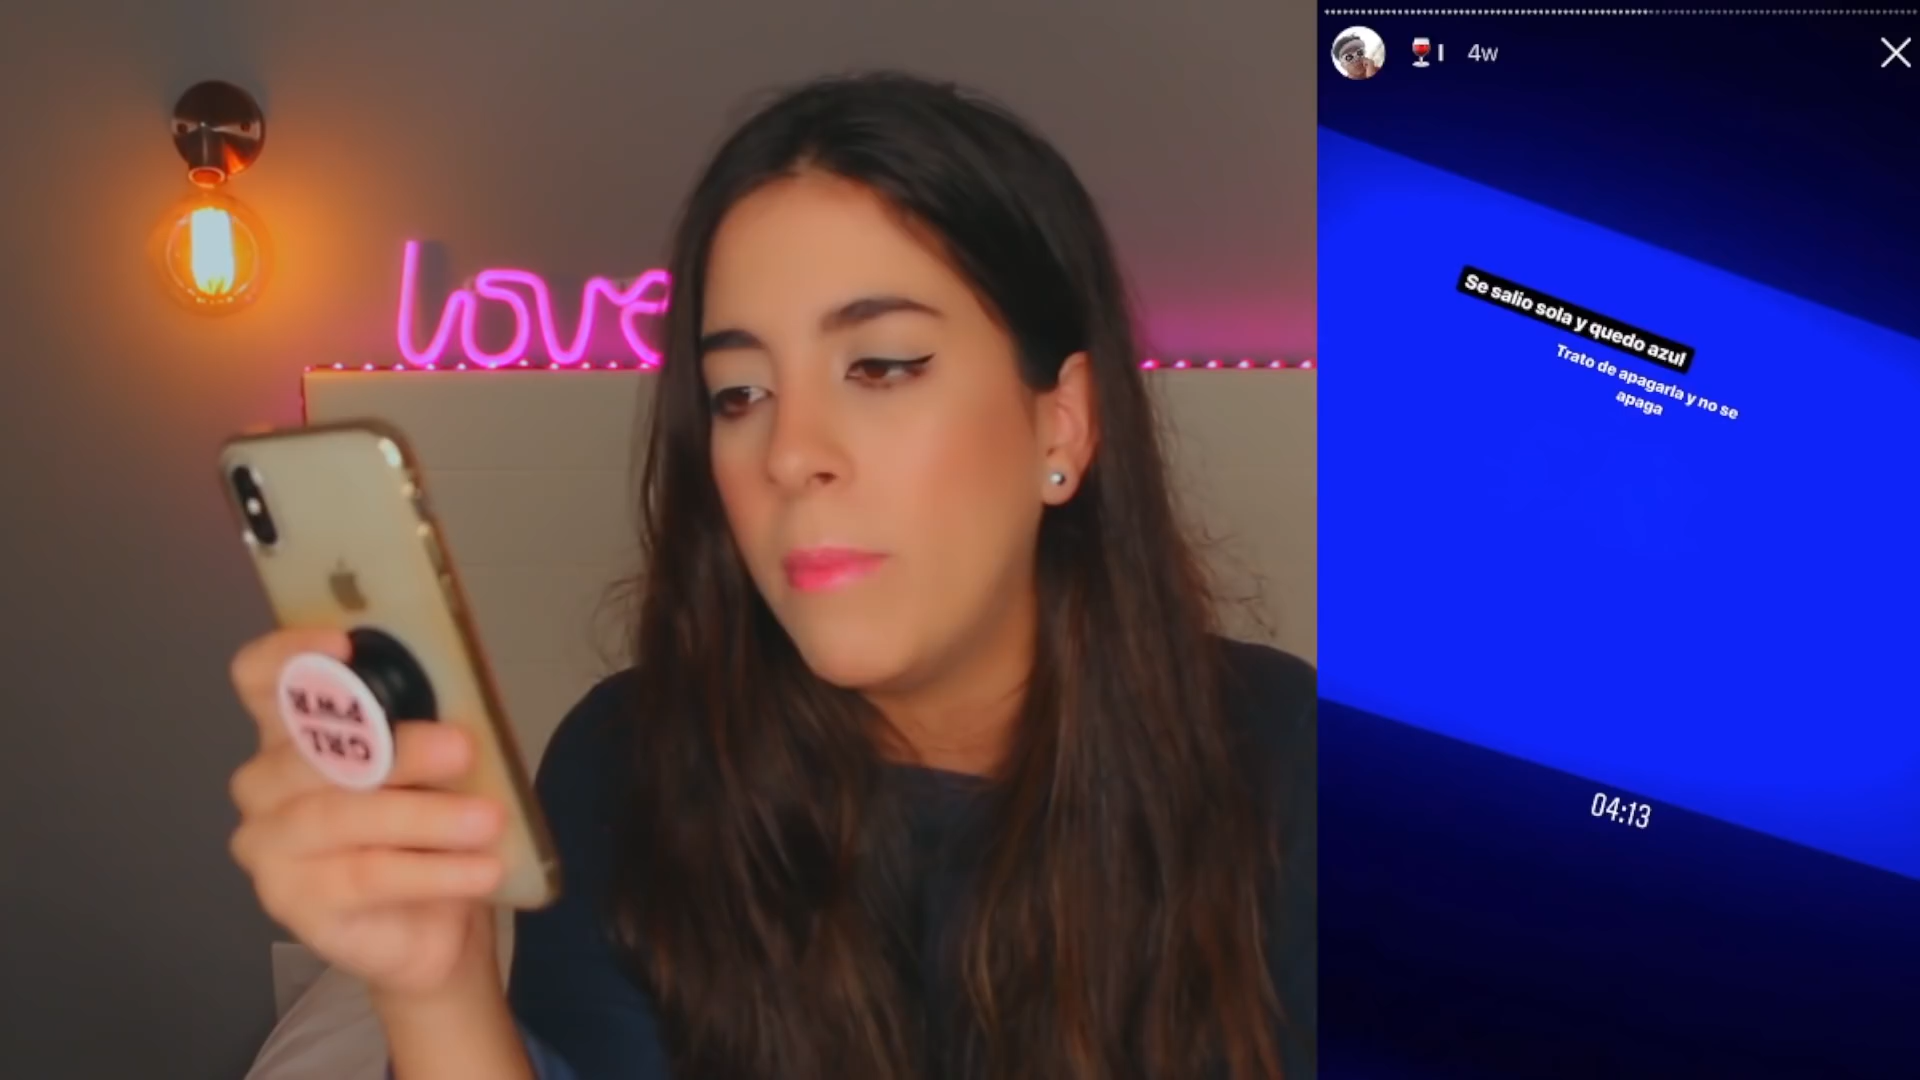 love
GRL
PWR
🍷I 4w
Se salio sola y quedo azul
Trato de apagarla y no se
apaga
04:13